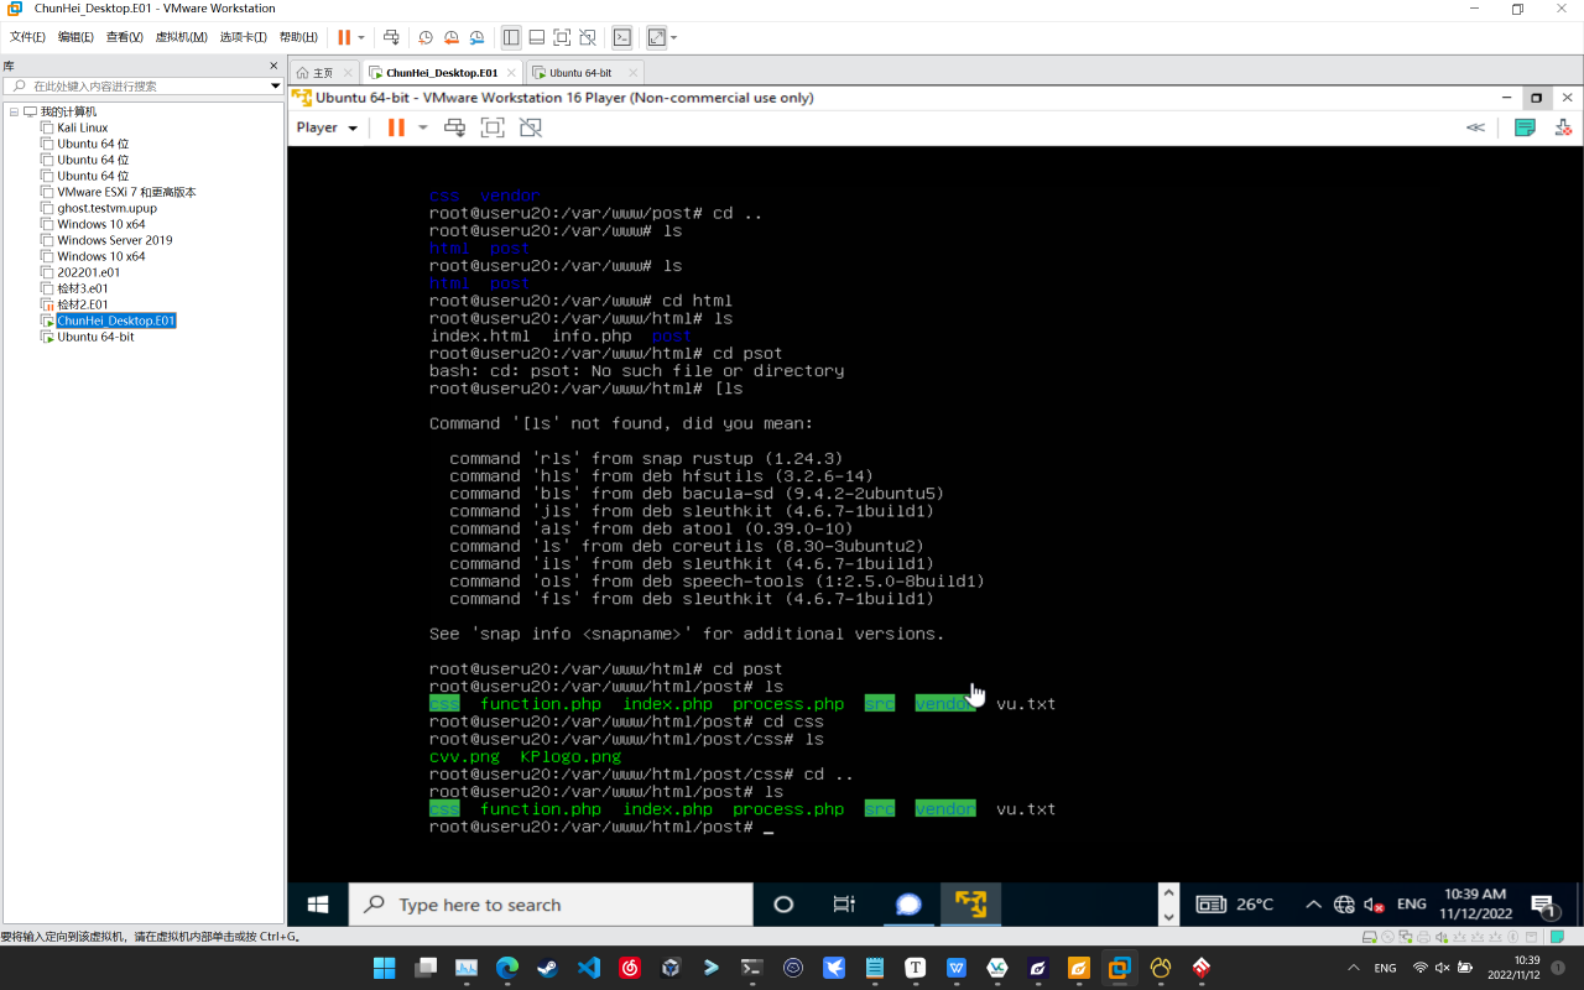 ChunHei_Desktop.E01 - VMware Workstation
文件(F) 编辑(E) 查看(V) 虚拟机(M) 选项卡(T) 帮助(H)
库
在此处键入内容进行搜索
我的计算机
Kali Linux
Ubuntu 64 位
Ubuntu 64 位
Ubuntu 64 位
VMware ESXi 7 和更高版本
ghost.testvm.upup
Windows 10 x64
Windows Server 2019
Windows 10 x64
202201.e01
检材3.e01
检材2.E01
ChunHei_Desktop.E01
Ubuntu 64-bit
主页 ChunHei_Desktop.E01 Ubuntu 64-bit
Ubuntu 64-bit - VMware Workstation 16 Player (Non-commercial use only)
Player
css vendor
root@useru20:/var/www/post# cd ..
root@useru20:/var/www# ls
html post
root@useru20:/var/www# ls
html post
root@useru20:/var/www# cd html
root@useru20:/var/www/html# ls
index.html info.php post
root@useru20:/var/www/html# cd psot
bash: cd: psot: No such file or directory
root@useru20:/var/www/html# [ls
Command '[ls' not found, did you mean:
command 'rls' from snap rustup (1.24.3)
command 'hls' from deb hfsutils (3.2.6-14)
command 'bls' from deb bacula-sd (9.4.2-2ubuntu5)
command 'jls' from deb sleuthkit (4.6.7-1build1)
command 'als' from deb atool (0.39.0-10)
command 'ls' from deb coreutils (8.30-3ubuntu2)
command 'ils' from deb sleuthkit (4.6.7-1build1)
command 'ols' from deb speech-tools (1:2.5.0-8build1)
command 'fls' from deb sleuthkit (4.6.7-1build1)
See 'snap info <snapname>' for additional versions.
root@useru20:/var/www/html# cd post
root@useru20:/var/www/html/post# ls
css function.php index.php process.php src vendor vu.txt
root@useru20:/var/www/html/post# cd css
root@useru20:/var/www/html/post/css# ls
cvv.png KPlogo.png
root@useru20:/var/www/html/post/css# cd ..
root@useru20:/var/www/html/post# ls
css function.php index.php process.php src vendor vu.txt
root@useru20:/var/www/html/post# _
Type here to search
26°C
ENG
10:39 AM
11/12/2022
1
要将输入定向到该虚拟机，请在虚拟机内部单击或按 Ctrl+G。
ENG
10:39
2022/11/12
1